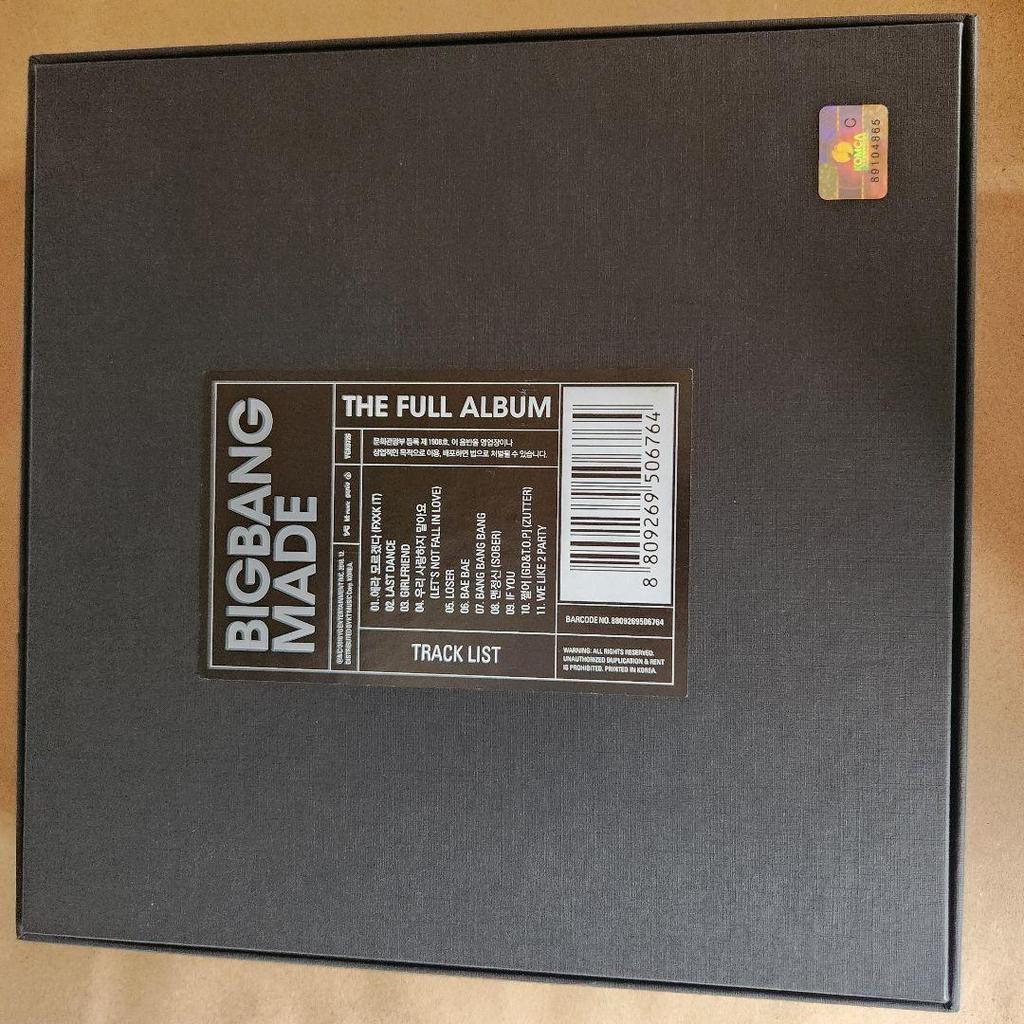 BIGBANG
MADE
THE FULL ALBUM
문화관광부 등록 제 1908호. 이 음반을 영업장이나
상업적인 목적으로 이용, 배포하면 법으로 처벌될 수 있습니다.
01. 에라 모르겠다 (FXXK IT)
02. LAST DANCE
03. GIRLFRIEND
04. 우리 사랑하지 말아요
(LET'S NOT FALL IN LOVE)
05. LOSER
06. BAE BAE
07. BANG BANG BANG
08. 맨정신 (SOBER)
09. IF YOU
10. 쩔어 [GD&T.O.P] (ZUTTER)
11. WE LIKE 2 PARTY
TRACK LIST
8 809269 506764
BARCODE NO. 8809269506764
WARNING: ALL RIGHTS RESERVED.
UNAUTHORIZED DUPLICATION & RENT
IS PROHIBITED. PRINTED IN KOREA.
KOMCA
C
89104865